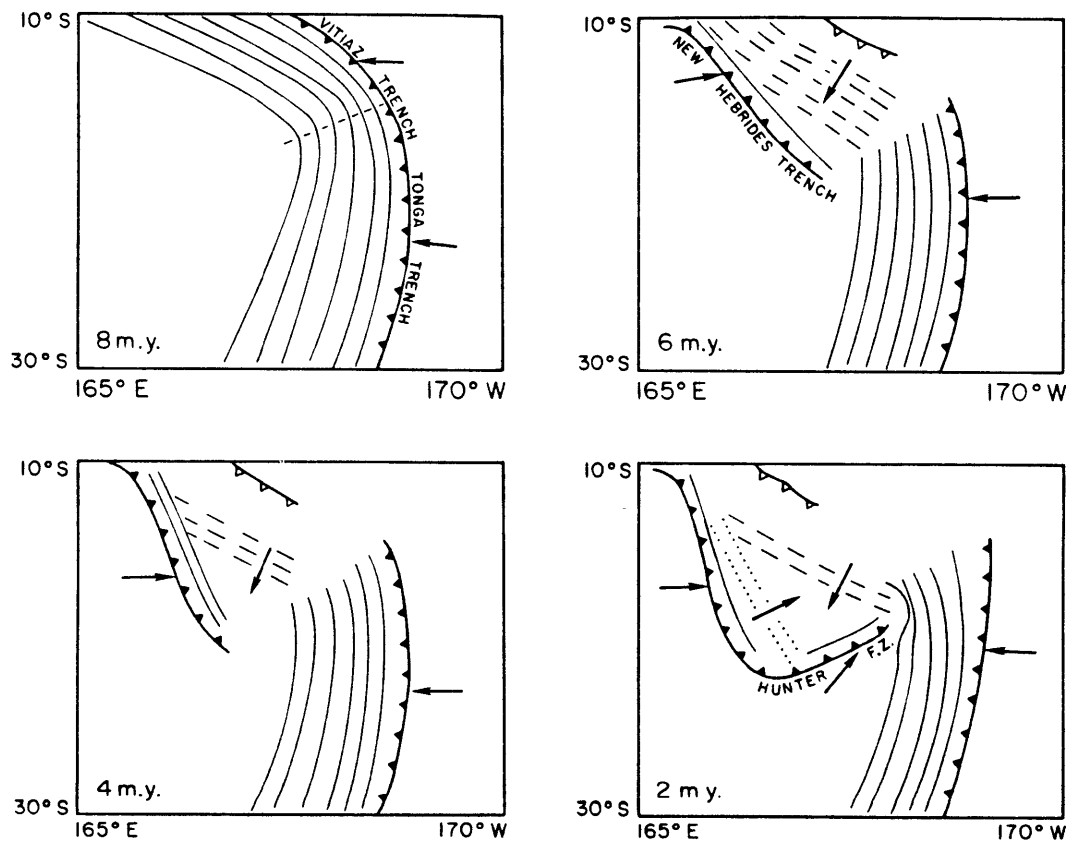 10° S
VITIAZ TRENCH
TONGA TRENCH
8 m.y.
30° S
165° E
170° W
10° S
NEW HEBRIDES TRENCH
6 m.y.
30° S
165° E
170° W
10° S
4 m.y.
30° S
165° E
170° W
10° S
HUNTER F.Z.
2 m y.
30° S
165° E
170° W